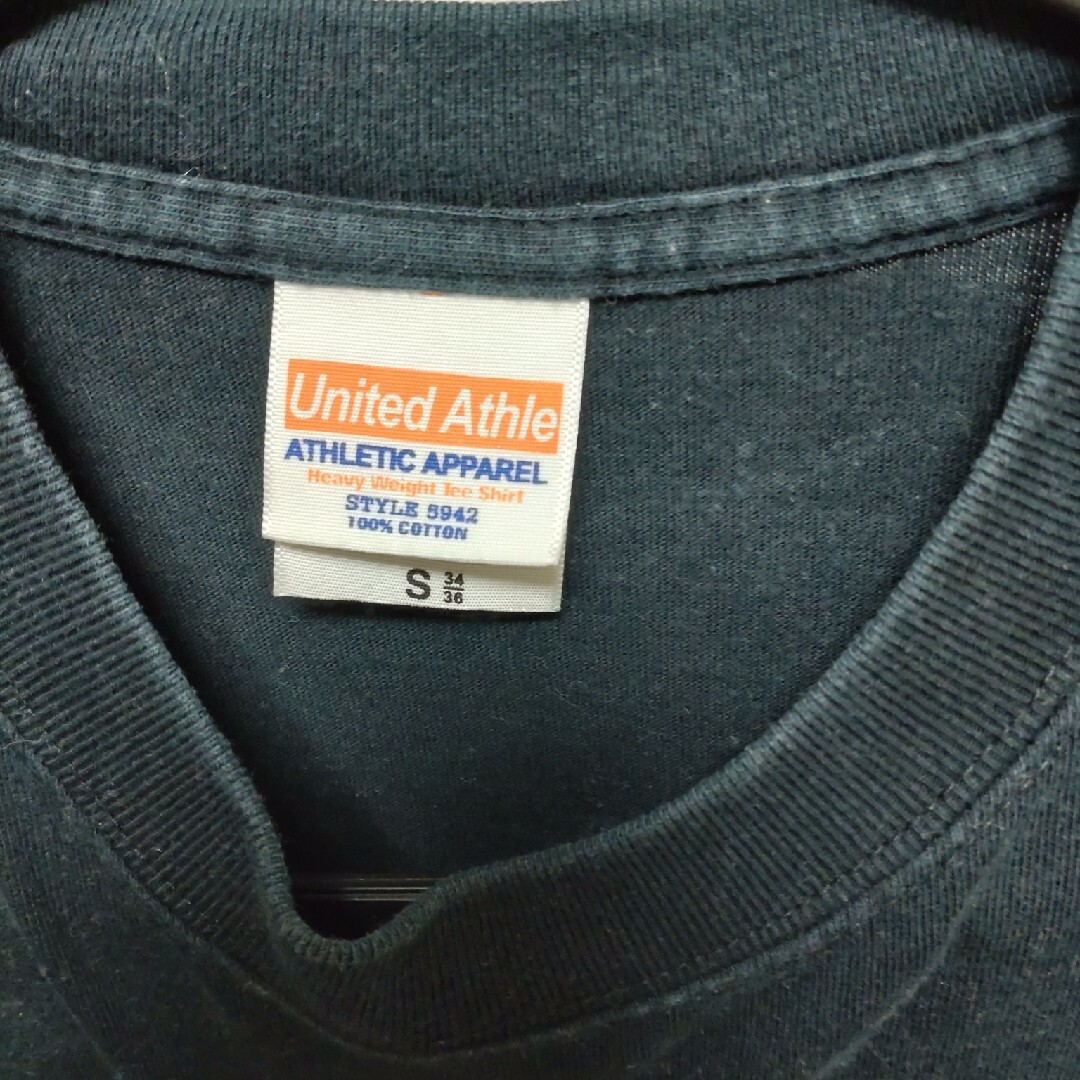 United Athle
ATHLETIC APPAREL
Heavy Weight Tee Shirt
STYLE 5942
100% COTTON
S 34/36